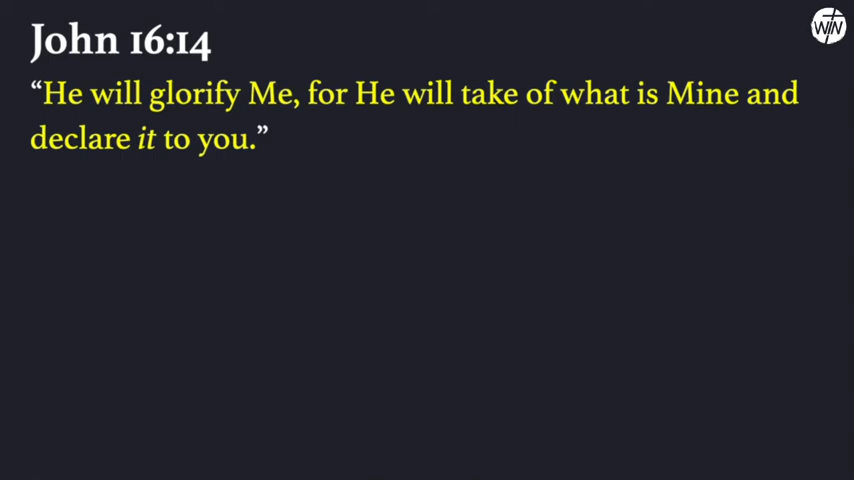 John 16:14
“He will glorify Me, for He will take of what is Mine and
declare it to you.”
WIN